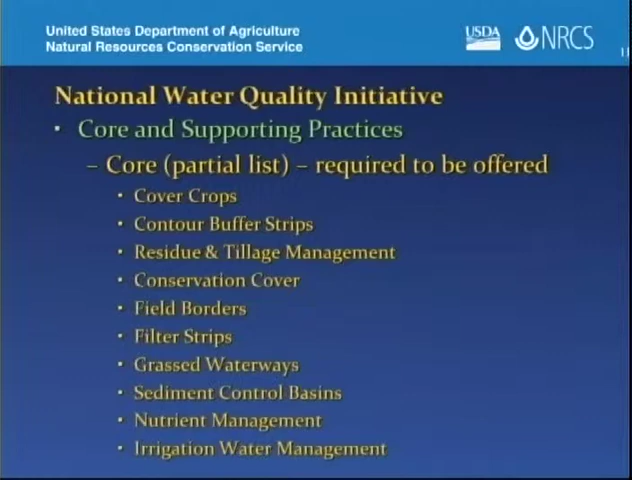 United States Department of Agriculture
Natural Resources Conservation Service
USDA
NRCS
National Water Quality Initiative
• Core and Supporting Practices
– Core (partial list) – required to be offered
• Cover Crops
• Contour Buffer Strips
• Residue & Tillage Management
• Conservation Cover
• Field Borders
• Filter Strips
• Grassed Waterways
• Sediment Control Basins
• Nutrient Management
• Irrigation Water Management